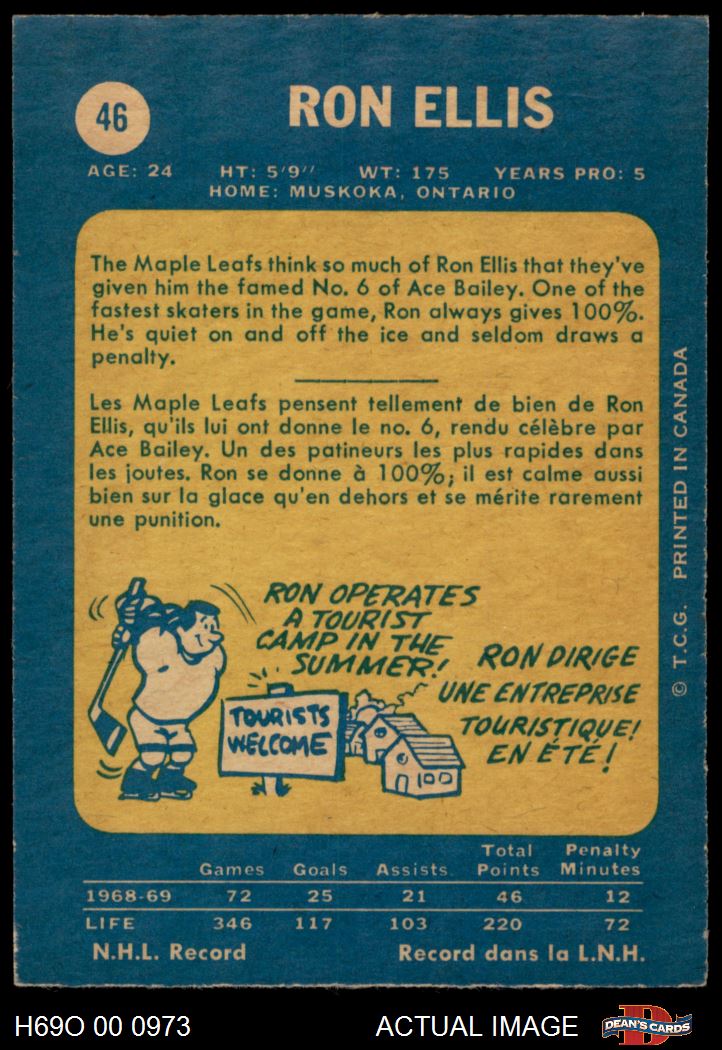 46
RON ELLIS
AGE: 24 HT: 5'9" WT: 175 YEARS PRO: 5
HOME: MUSKOKA, ONTARIO
The Maple Leafs think so much of Ron Ellis that they've
given him the famed No. 6 of Ace Bailey. One of the
fastest skaters in the game, Ron always gives 100%.
He's quiet on and off the ice and seldom draws a
penalty.
Les Maple Leafs pensent tellement de bien de Ron
Ellis, qu'ils lui ont donne le no. 6, rendu célèbre par
Ace Bailey. Un des patineurs les plus rapides dans
les joutes. Ron se donne à 100%; il est calme aussi
bien sur la glace qu'en dehors et se mérite rarement
une punition.
RON OPERATES
A TOURIST
CAMP IN THE
SUMMER!
RON DIRIGE
UNE ENTREPRISE
TOURISTIQUE!
EN ÉTÉ!
TOURISTS
WELCOME
© T.C.G. PRINTED IN CANADA
Games Goals Assists Total Points Penalty Minutes
1968-69 72 25 21 46 12
LIFE 346 117 103 220 72
N.H.L. Record Record dans la L.N.H.
H69O 00 0973 ACTUAL IMAGE D DEAN'S CARDS